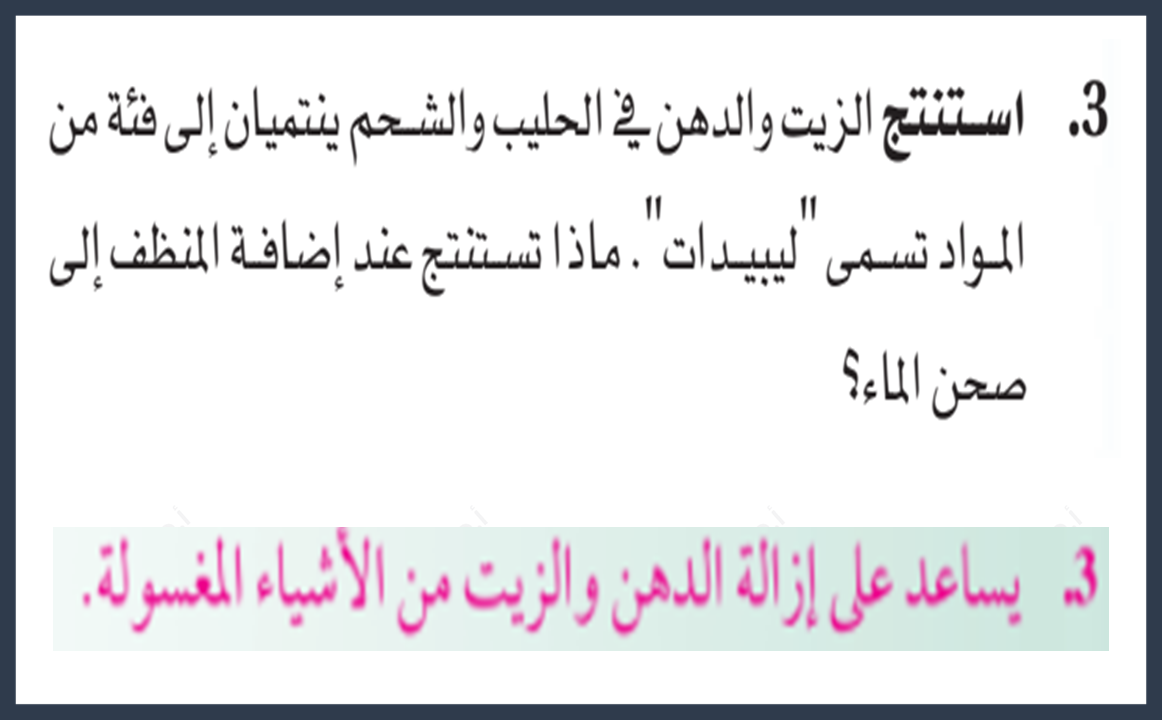 3. استنتج الزيت والدهن في الحليب والشحم ينتميان إلى فئة من
المواد تسمى "ليبيدات". ماذا تستنتج عند إضافة المنظف إلى
صحن الماء؟
3. يساعد على إزالة الدهن والزيت من الأشياء المغسولة.